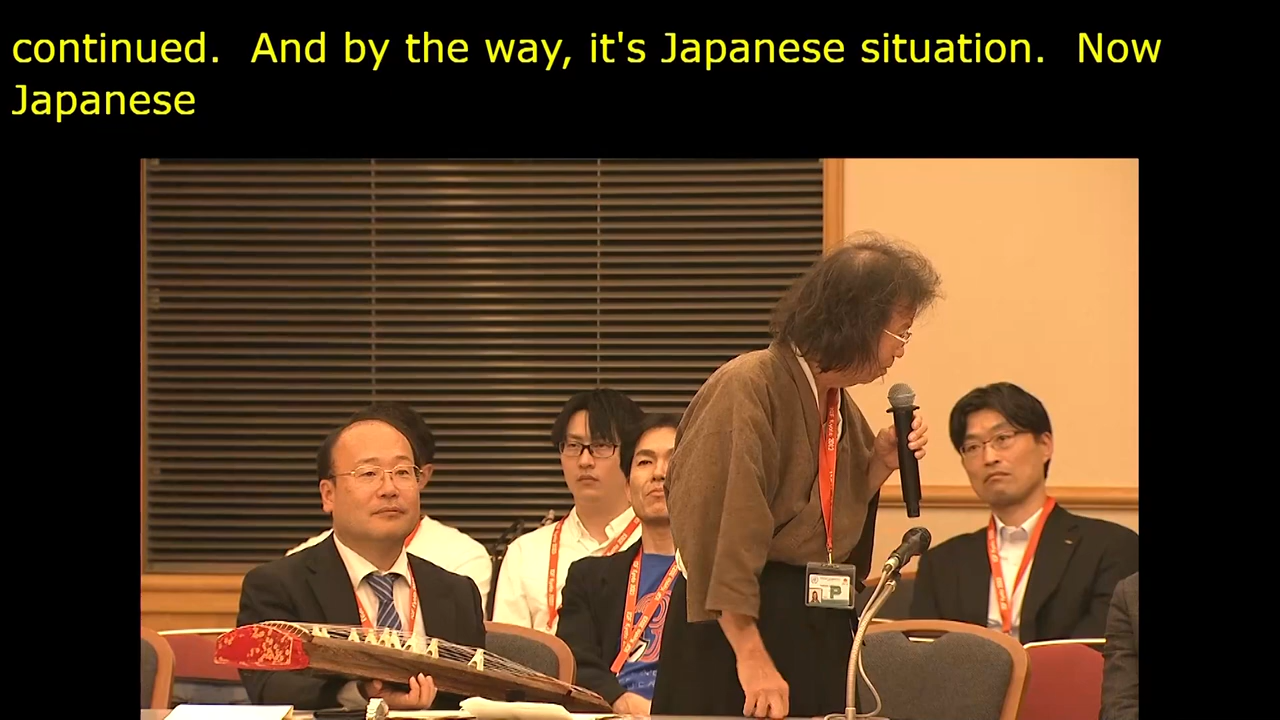 continued.  And by the way, it's Japanese situation.  Now
Japanese
P